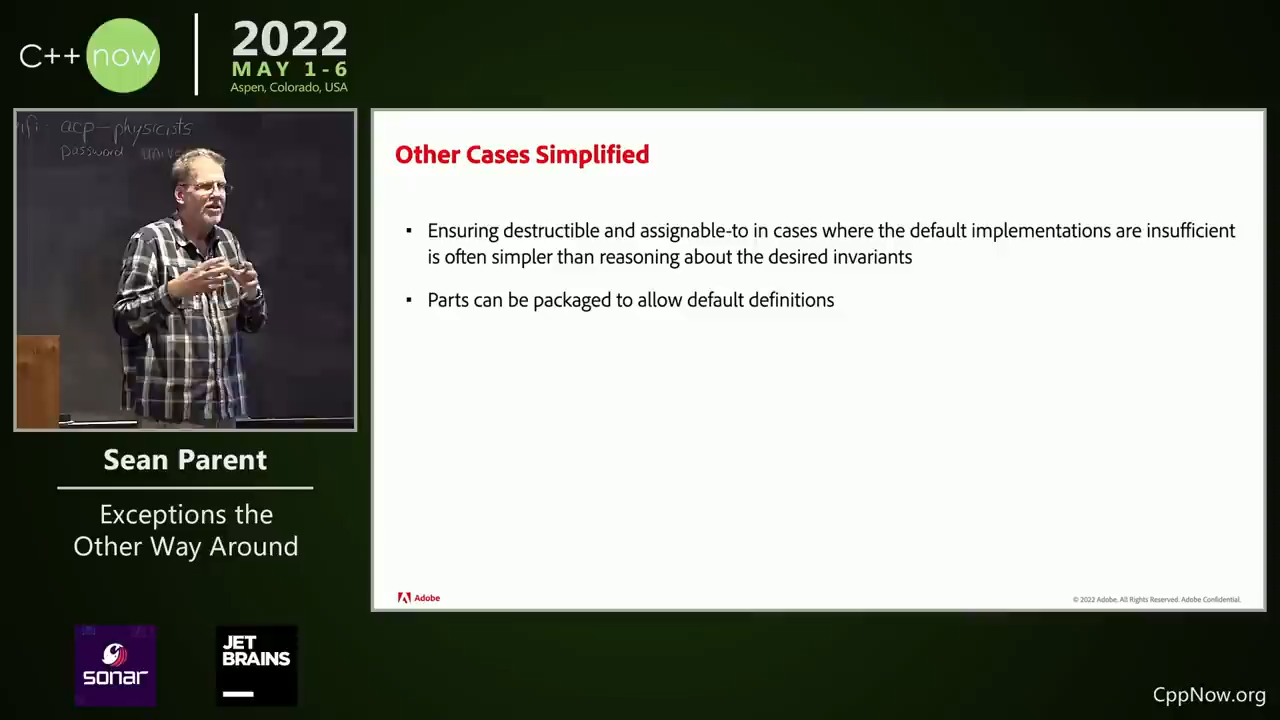 C++ now
2022
MAY 1-6
Aspen, Colorado, USA
acp-physicists
password
Sean Parent
Exceptions the
Other Way Around
sonar
JET
BRAINS
Other Cases Simplified
▪ Ensuring destructible and assignable-to in cases where the default implementations are insufficient
is often simpler than reasoning about the desired invariants
▪ Parts can be packaged to allow default definitions
Adobe
© 2022 Adobe. All Rights Reserved. Adobe Confidential.
CppNow.org